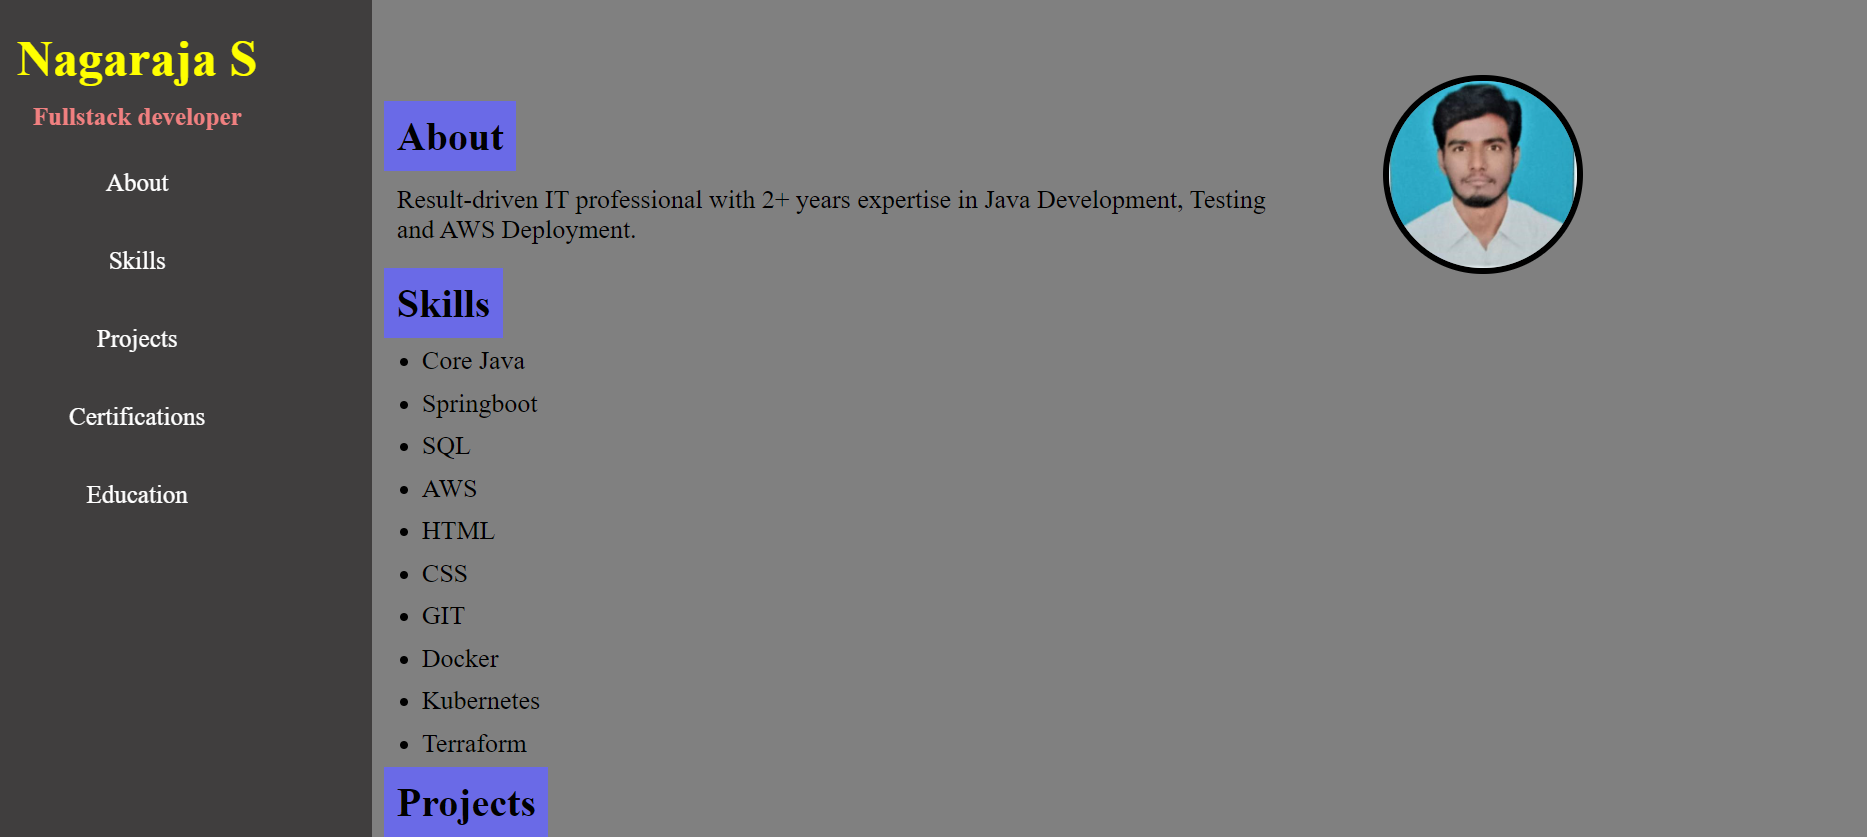 Nagaraja S
Fullstack developer
About
Skills
Projects
Certifications
Education
About
Result-driven IT professional with 2+ years expertise in Java Development, Testing
and AWS Deployment.
Skills
Core Java
Springboot
SQL
AWS
HTML
CSS
GIT
Docker
Kubernetes
Terraform
Projects